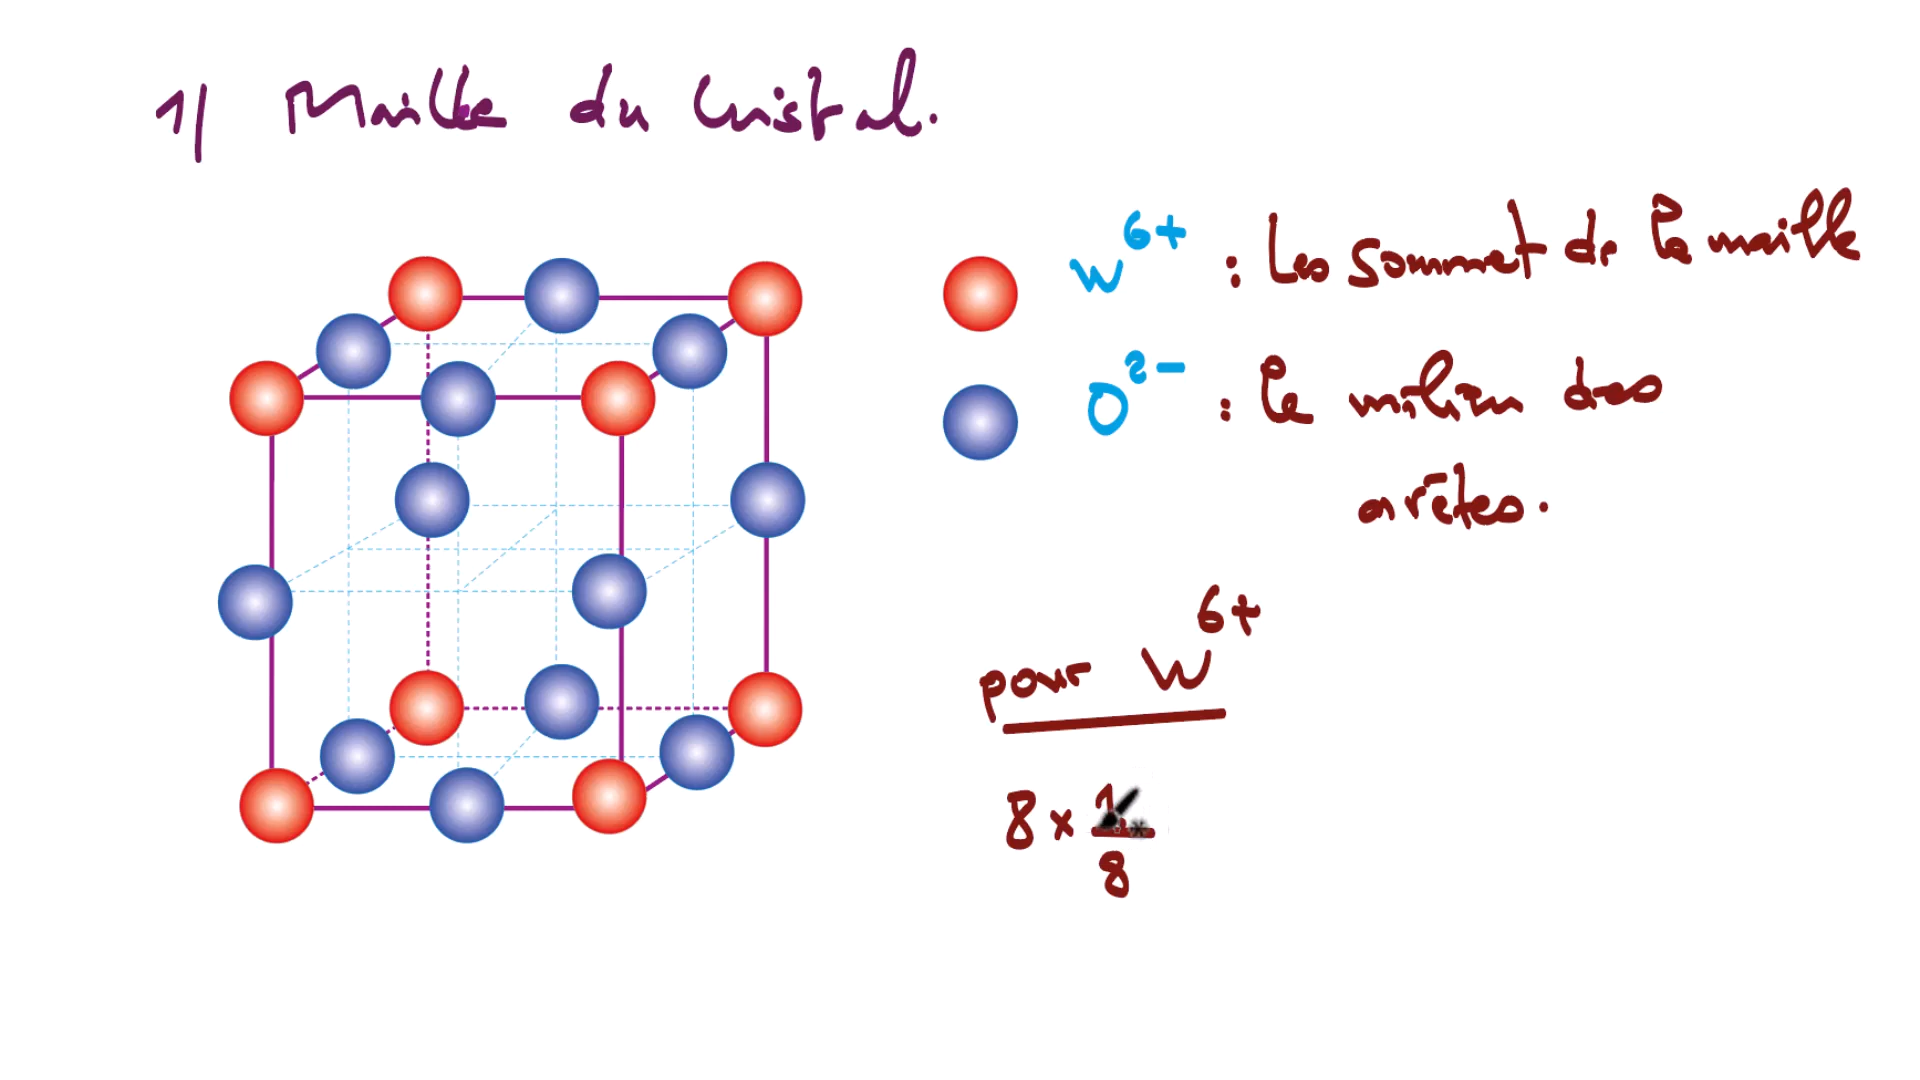 1/ Maille du Cristal.
W⁶⁺ : Les sommet de la maille
O²⁻ : le milieu des
arêtes.
pour W⁶⁺
8 × 1/8